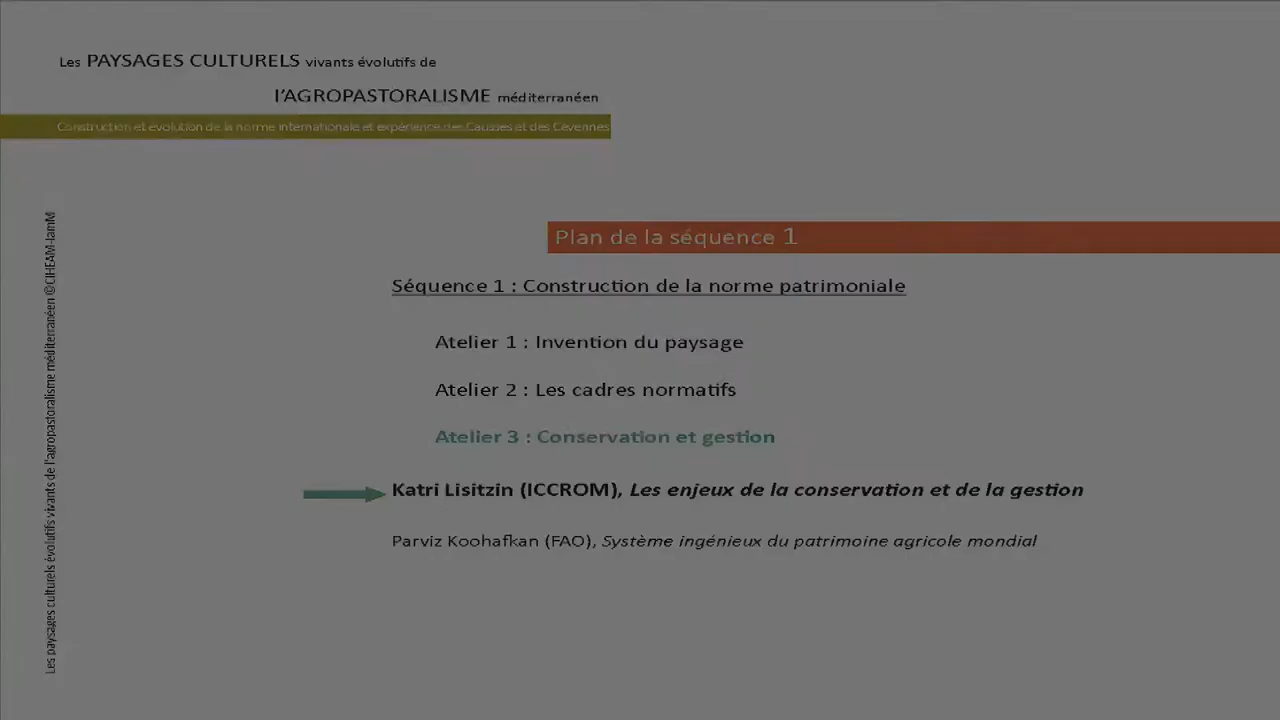 Les PAYSAGES CULTURELS vivants évolutifs de
l’AGROPASTORALISME méditerranéen
Construction et évolution de la norme internationale et expérience des Causses et des Cévennes
Les paysages culturels évolutifs vivants de l'agropastoralisme méditerranéen ©CIHEAM-IamM
Plan de la séquence 1
Séquence 1 : Construction de la norme patrimoniale
Atelier 1 : Invention du paysage
Atelier 2 : Les cadres normatifs
Atelier 3 : Conservation et gestion
Katri Lisitzin (ICCROM), Les enjeux de la conservation et de la gestion
Parviz Koohafkan (FAO), Système ingénieux du patrimoine agricole mondial